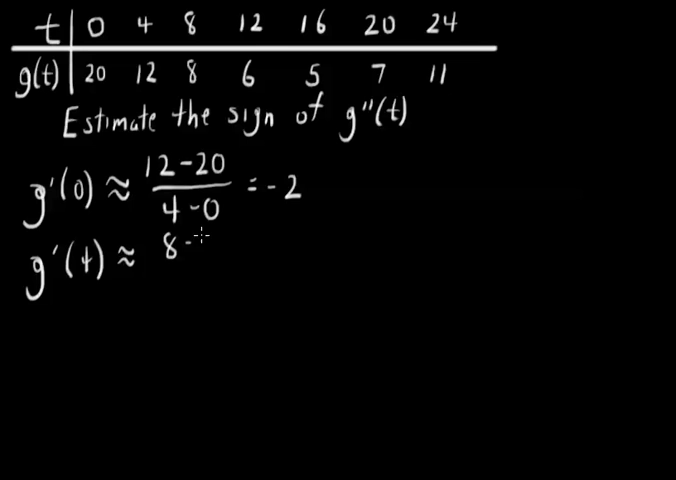 t | 0 4 8 12 16 20 24
g(t) | 20 12 8 6 5 7 11
Estimate the sign of g''(t)
g'(0) ≈ (12-20)/(4-0) = -2
g'(t) ≈ 8-